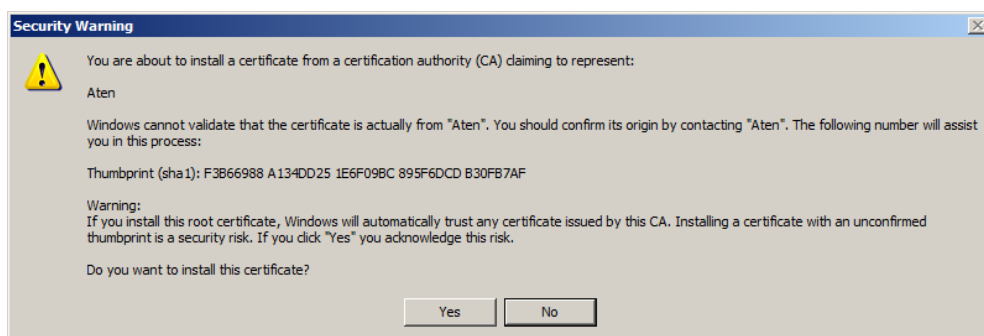 Security Warning
You are about to install a certificate from a certification authority (CA) claiming to represent:
Aten
Windows cannot validate that the certificate is actually from "Aten". You should confirm its origin by contacting "Aten". The following number will assist
you in this process:
Thumbprint (sha1): F3B66988 A134DD25 1E6F09BC 895F6DCD B30FB7AF
Warning:
If you install this root certificate, Windows will automatically trust any certificate issued by this CA. Installing a certificate with an unconfirmed
thumbprint is a security risk. If you click "Yes" you acknowledge this risk.
Do you want to install this certificate?
Yes No